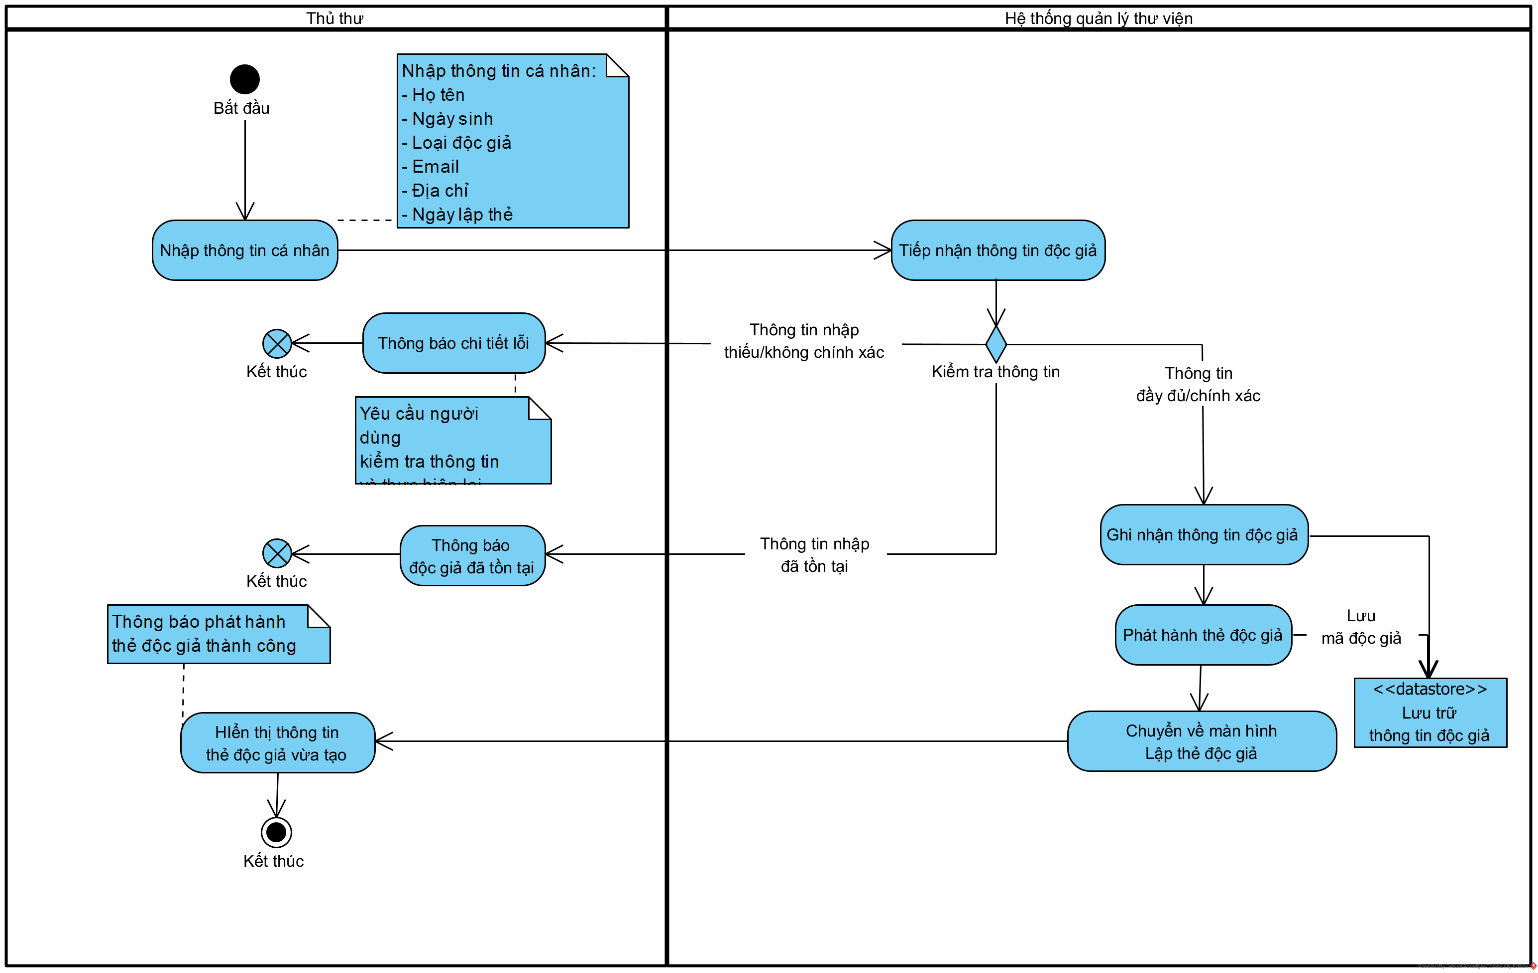 Thủ thư
Hệ thống quản lý thư viện
Bắt đầu
Nhập thông tin cá nhân:
- Họ tên
- Ngày sinh
- Loại độc giả
- Email
- Địa chỉ
- Ngày lập thẻ
Nhập thông tin cá nhân
Tiếp nhận thông tin độc giả
Thông báo chi tiết lỗi
Kết thúc
Thông tin nhập
thiếu/không chính xác
Kiểm tra thông tin
Thông tin
đầy đủ/chính xác
Yêu cầu người
dùng
kiểm tra thông tin
và thực hiện lại
Thông báo
độc giả đã tồn tại
Kết thúc
Thông tin nhập
đã tồn tại
Ghi nhận thông tin độc giả
Thông báo phát hành
thẻ độc giả thành công
Phát hành thẻ độc giả
Lưu
mã độc giả
<<datastore>>
Lưu trữ
thông tin độc giả
HIển thị thông tin
thẻ độc giả vừa tạo
Chuyển về màn hình
Lập thẻ độc giả
Kết thúc